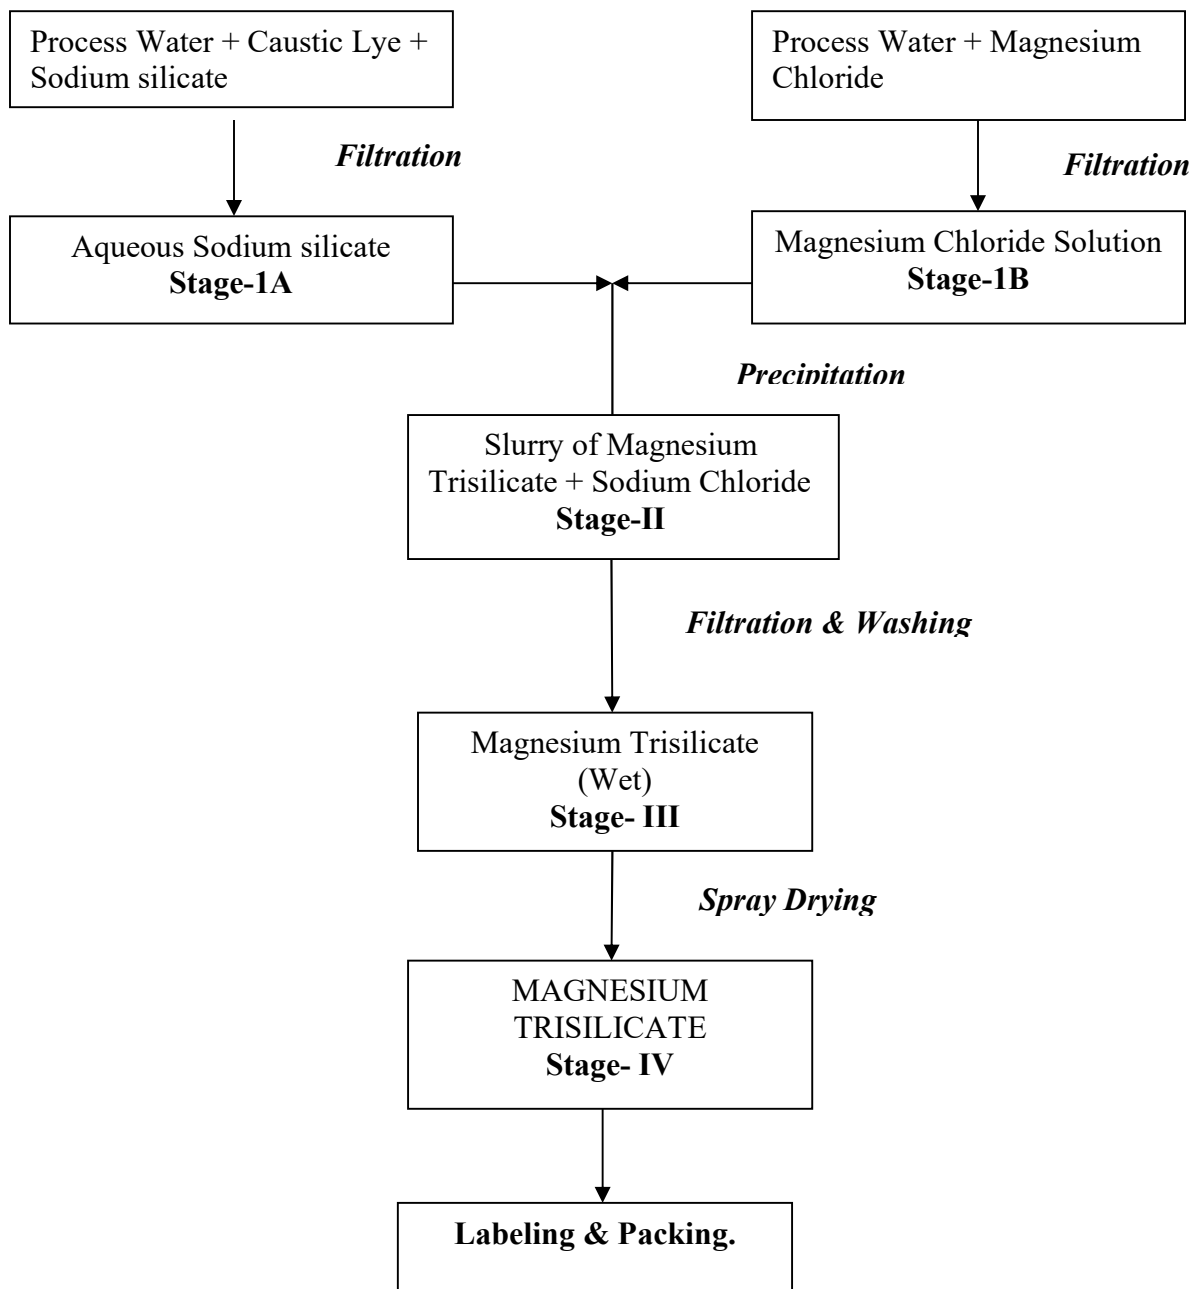 Process Water + Caustic Lye +
Sodium silicate
Process Water + Magnesium
Chloride
Filtration
Filtration
Aqueous Sodium silicate
Stage-1A
Magnesium Chloride Solution
Stage-1B
Precipitation
Slurry of Magnesium
Trisilicate + Sodium Chloride
Stage-II
Filtration & Washing
Magnesium Trisilicate
(Wet)
Stage- III
Spray Drying
MAGNESIUM
TRISILICATE
Stage- IV
Labeling & Packing.